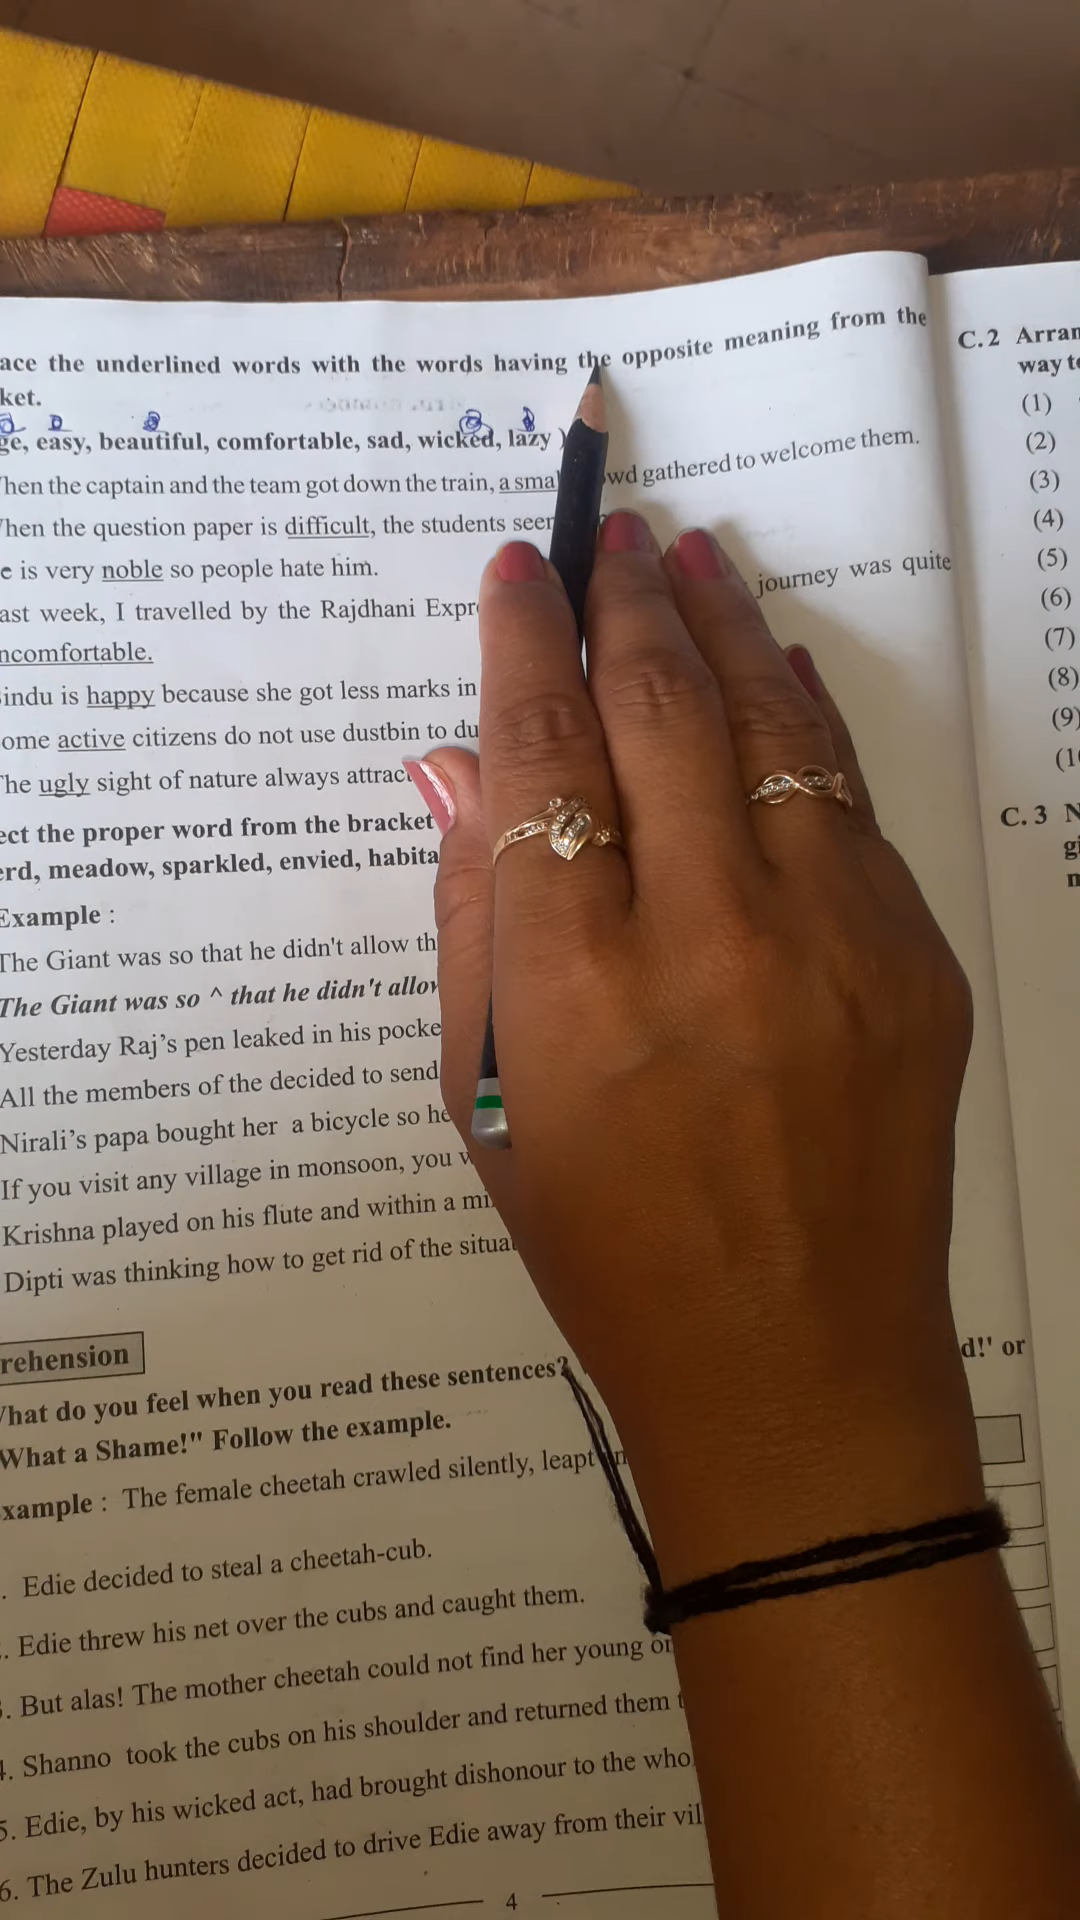 ace the underlined words with the words having the opposite meaning from the
ket.
ge, easy, beautiful, comfortable, sad, wicked, lazy )
hen the captain and the team got down the train, a smal wd gathered to welcome them.
hen the question paper is difficult, the students seer
e is very noble so people hate him.
ast week, I travelled by the Rajdhani Expr journey was quite
ncomfortable.
indu is happy because she got less marks in
ome active citizens do not use dustbin to du
The ugly sight of nature always attrac
ect the proper word from the bracket
erd, meadow, sparkled, envied, habita
Example :
The Giant was so that he didn't allow th
The Giant was so ^ that he didn't allow
Yesterday Raj's pen leaked in his pocke
All the members of the decided to send
Nirali's papa bought her a bicycle so he
If you visit any village in monsoon, you w
Krishna played on his flute and within a mi
Dipti was thinking how to get rid of the situa
rehension
What do you feel when you read these sentences? d!' or
What a Shame!" Follow the example.
xample : The female cheetah crawled silently, leapt
. Edie decided to steal a cheetah-cub.
. Edie threw his net over the cubs and caught them.
3. But alas! The mother cheetah could not find her young or
4. Shanno took the cubs on his shoulder and returned them t
5. Edie, by his wicked act, had brought dishonour to the who
6. The Zulu hunters decided to drive Edie away from their vil
4
C.2 Arran
way to
(1)
(2)
(3)
(4)
(5)
(6)
(7)
(8)
(9)
(1
C.3 N
gi